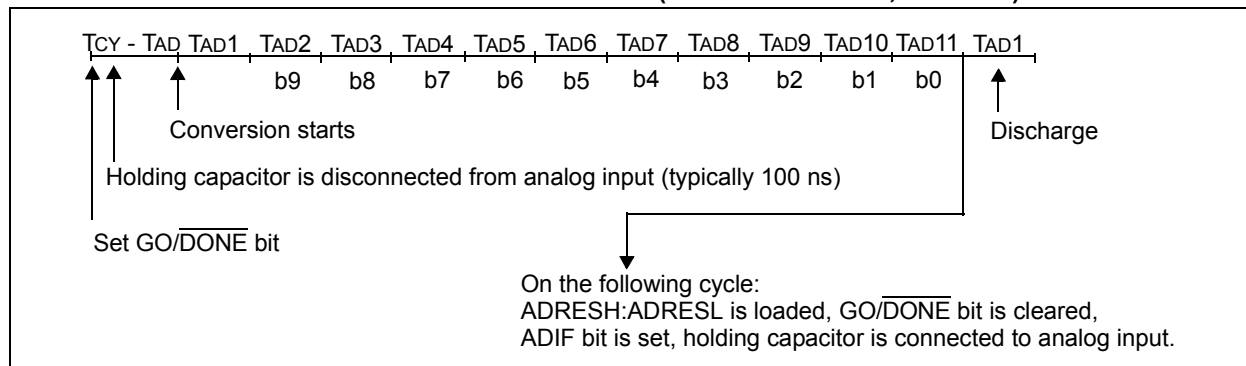 TCY - TAD TAD1 TAD2 TAD3 TAD4 TAD5 TAD6 TAD7 TAD8 TAD9 TAD10 TAD11 TAD1
b9 b8 b7 b6 b5 b4 b3 b2 b1 b0
Conversion starts
Discharge
Holding capacitor is disconnected from analog input (typically 100 ns)
Set GO/DONE bit
On the following cycle:
ADRESH:ADRESL is loaded, GO/DONE bit is cleared,
ADIF bit is set, holding capacitor is connected to analog input.